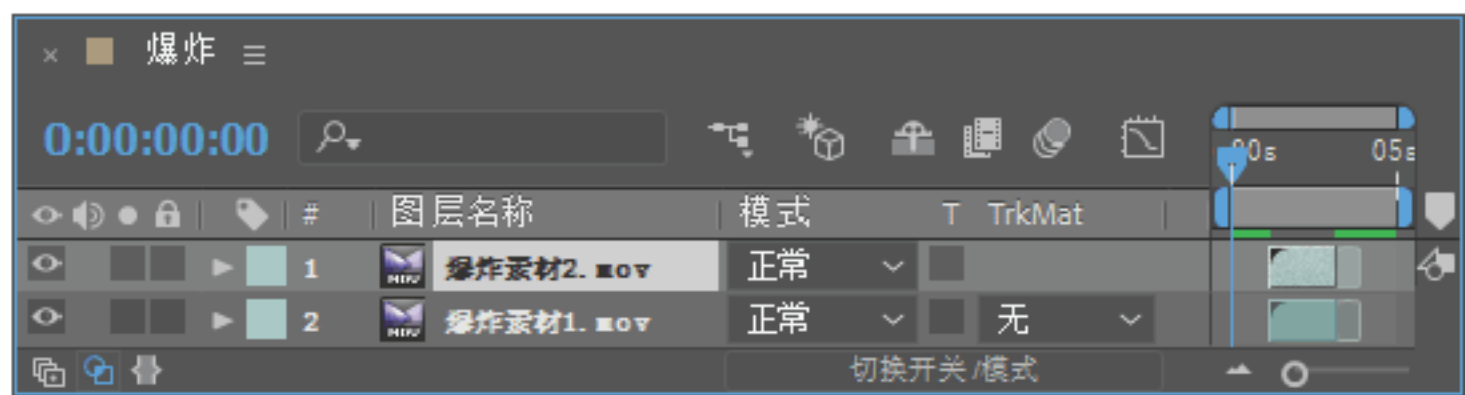 × 爆炸 ≡
0:00:00:00
00s 05s
# 图层名称 模式 T TrkMat
1 爆炸素材2.mov 正常
2 爆炸素材1.mov 正常 无
切换开关/模式